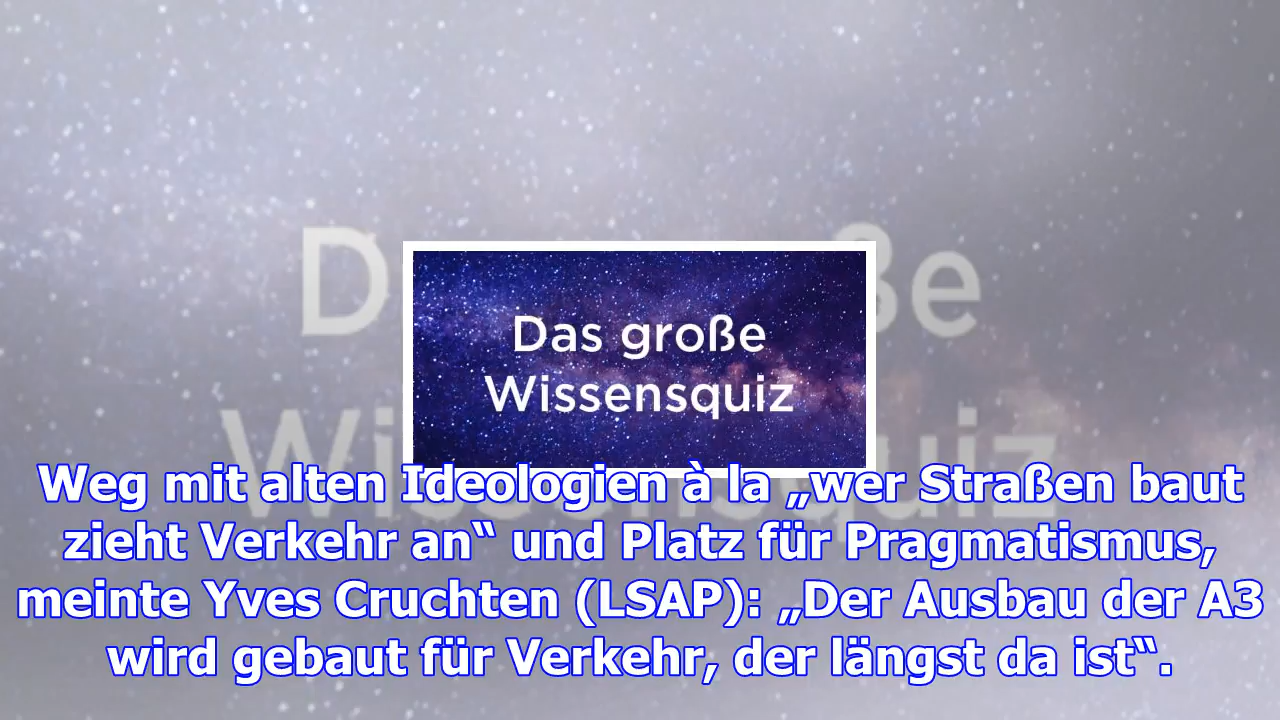 Das große
Wissensquiz
Weg mit alten Ideologien à la „wer Straßen baut
zieht Verkehr an“ und Platz für Pragmatismus,
meinte Yves Cruchten (LSAP): „Der Ausbau der A3
wird gebaut für Verkehr, der längst da ist“.